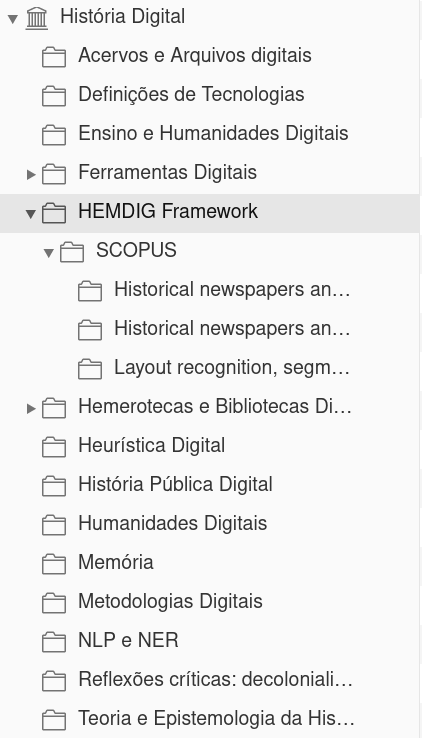 História Digital
Acervos e Arquivos digitais
Definições de Tecnologias
Ensino e Humanidades Digitais
Ferramentas Digitais
HEMDIG Framework
SCOPUS
Historical newspapers an...
Historical newspapers an...
Layout recognition, segm...
Hemerotecas e Bibliotecas Di...
Heurística Digital
História Pública Digital
Humanidades Digitais
Memória
Metodologias Digitais
NLP e NER
Reflexões críticas: decoloniali...
Teoria e Epistemologia da His...